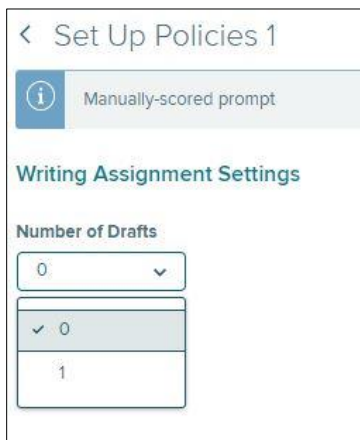 Set Up Policies 1
Manually-scored prompt
Writing Assignment Settings
Number of Drafts
0
0
1